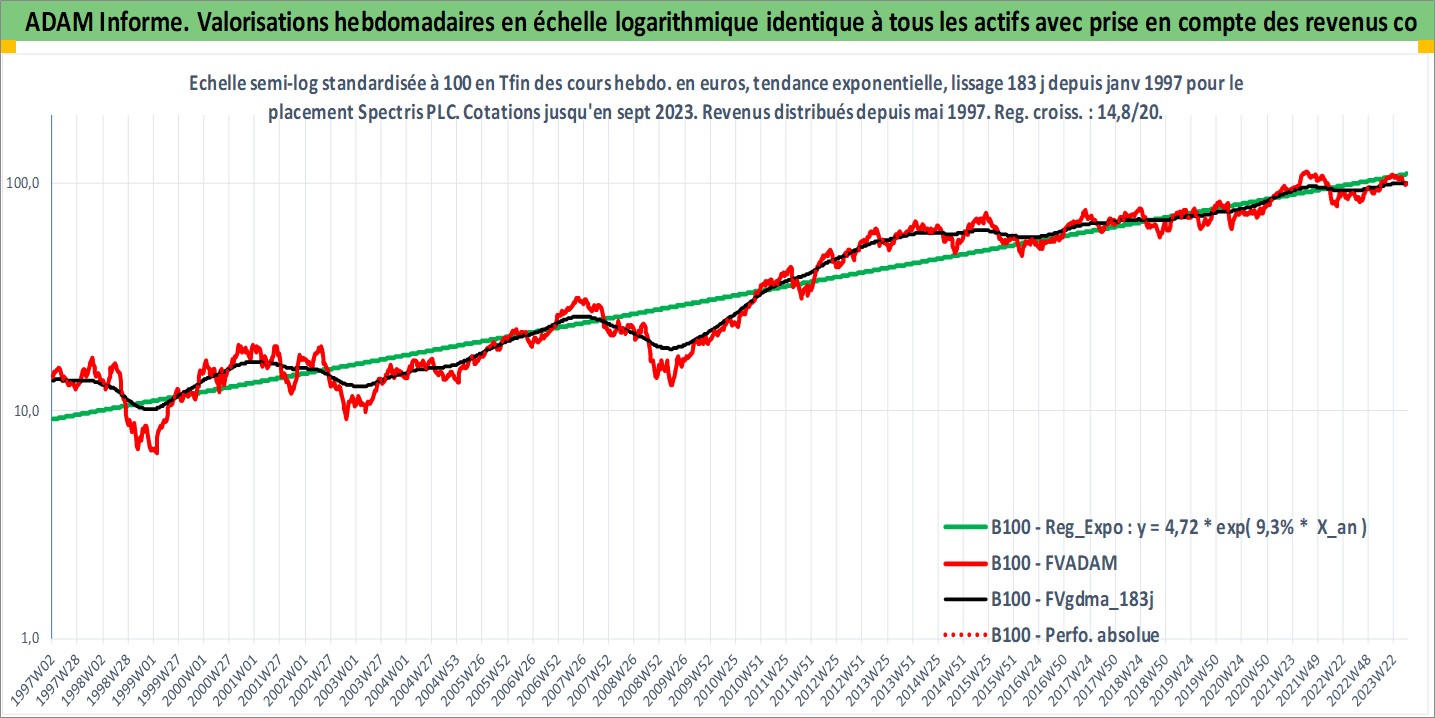 ADAM Informe. Valorisations hebdomadaires en échelle logarithmique identique à tous les actifs avec prise en compte des revenus co
Echelle semi-log standardisée à 100 en Tfin des cours hebdo. en euros, tendance exponentielle, lissage 183 j depuis janv 1997 pour le
placement Spectris PLC. Cotations jusqu'en sept 2023. Revenus distribués depuis mai 1997. Reg. croiss. : 14,8/20.
100,0
10,0
1,0
B100 - Reg_Expo : y = 4,72 * exp( 9,3% * X_an )
B100 - FVADAM
B100 - FVgdma_183j
B100 - Perfo. absolue
1997W02
1997W28
1998W02
1998W28
1999W01
1999W27
2000W01
2000W27
2001W01
2001W27
2002W01
2002W27
2003W01
2003W27
2004W01
2004W27
2004W53
2005W26
2005W52
2006W26
2006W52
2007W26
2007W52
2008W26
2008W52
2009W26
2009W52
2010W25
2010W51
2011W25
2011W51
2012W25
2012W51
2013W25
2013W51
2014W25
2014W51
2015W25
2015W51
2016W24
2016W50
2017W24
2017W50
2018W24
2018W50
2019W24
2019W50
2020W24
2020W50
2021W23
2021W49
2022W22
2022W48
2023W22